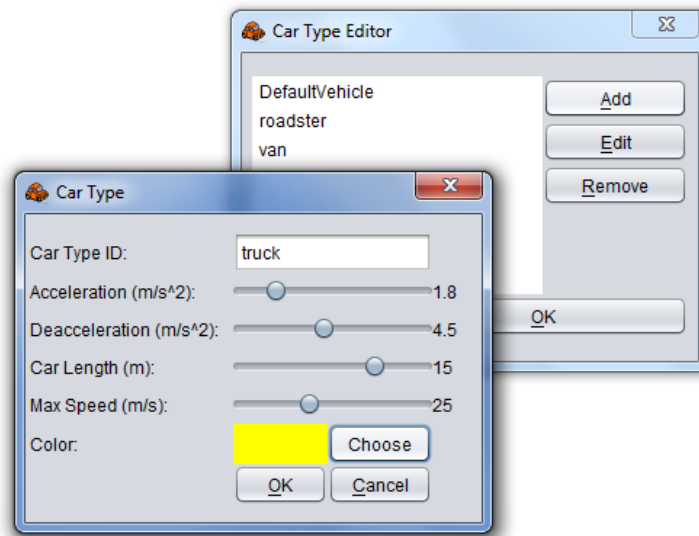 Car Type Editor
DefaultVehicle
roadster
van
Add
Edit
Remove
OK
Car Type
Car Type ID: truck
Acceleration (m/s^2): 1.8
Deacceleration (m/s^2): 4.5
Car Length (m): 15
Max Speed (m/s): 25
Color: Choose
OK Cancel